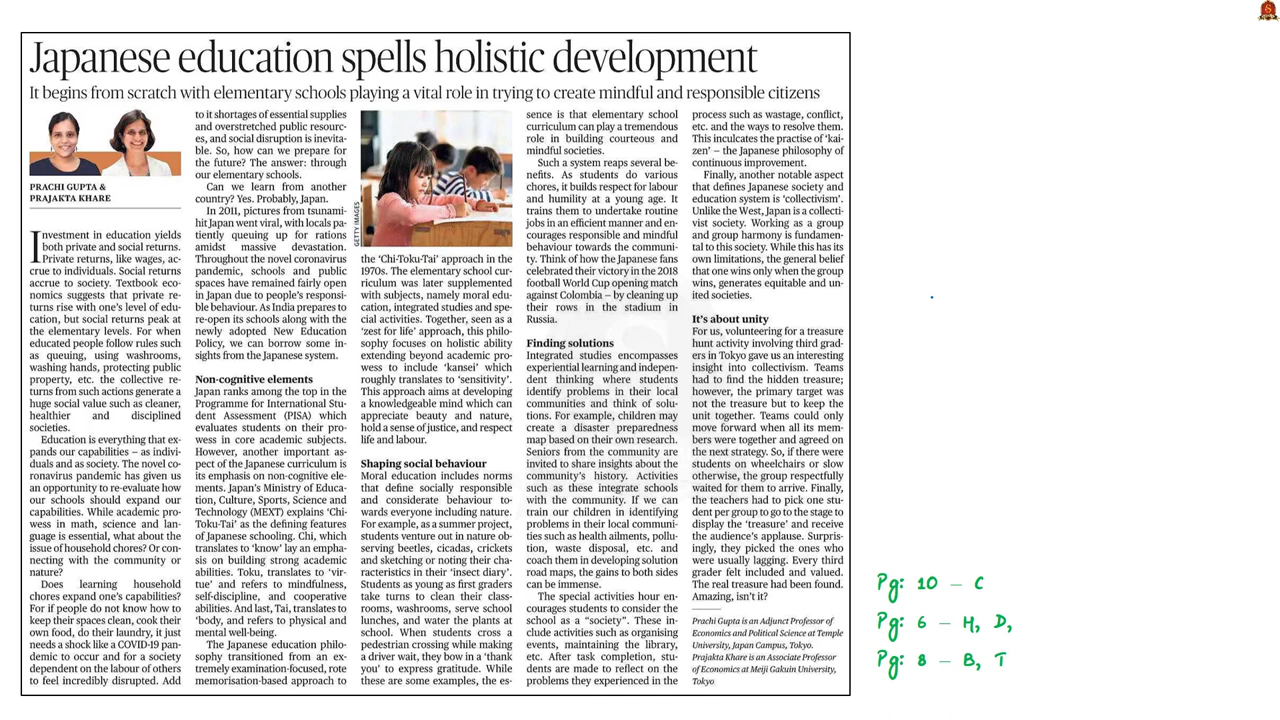 Japanese education spells holistic development
It begins from scratch with elementary schools playing a vital role in trying to create mindful and responsible citizens
PRACHI GUPTA &
PRAJAKTA KHARE
Investment in education yields
both private and social returns.
Private returns, like wages, ac-
crue to individuals. Social returns
accrue to society. Textbook eco-
nomics suggests that private re-
turns rise with one's level of edu-
cation, but social returns peak at
the elementary levels. For when
educated people follow rules such
as queuing, using washrooms,
washing hands, protecting public
property, etc. the collective re-
turns from such actions generate a
huge social value such as cleaner,
healthier and disciplined
societies.
Education is everything that ex-
pands our capabilities – as indivi-
duals and as society. The novel co-
ronavirus pandemic has given us
an opportunity to re-evaluate how
our schools should expand our
capabilities. While academic pro-
wess in math, science and lan-
guage is essential, what about the
issue of household chores? Or con-
necting with the community or
nature?
Does learning household
chores expand one's capabilities?
For if people do not know how to
keep their spaces clean, cook their
own food, do their laundry, it just
needs a shock like a COVID-19 pan-
demic to occur and for a society
dependent on the labour of others
to feel incredibly disrupted. Add
to it shortages of essential supplies
and overstretched public resourc-
es, and social disruption is inevita-
ble. So, how can we prepare for
the future? The answer: through
our elementary schools.
Can we learn from another
country? Yes. Probably, Japan.
In 2011, pictures from tsunami-
hit Japan went viral, with locals pa-
tiently queuing up for rations
amidst massive devastation.
Throughout the novel coronavirus
pandemic, schools and public
spaces have remained fairly open
in Japan due to people's responsi-
ble behaviour. As India prepares to
re-open its schools along with the
newly adopted New Education
Policy, we can borrow some in-
sights from the Japanese system.
Non-cognitive elements
Japan ranks among the top in the
Programme for International Stu-
dent Assessment (PISA) which
evaluates students on their pro-
wess in core academic subjects.
However, another important as-
pect of the Japanese curriculum is
its emphasis on non-cognitive ele-
ments. Japan's Ministry of Educa-
tion, Culture, Sports, Science and
Technology (MEXT) explains 'Chi-
Toku-Tai' as the defining features
of Japanese schooling. Chi, which
translates to 'know' lay an empha-
sis on building strong academic
abilities. Toku, translates to 'vir-
tue' and refers to mindfulness,
self-discipline, and cooperative
abilities. And last, Tai, translates to
'body, and refers to physical and
mental well-being.
The Japanese education philo-
sophy transitioned from an ex-
tremely examination-focused, rote
memorisation-based approach to
GETTY IMAGES
the 'Chi-Toku-Tai' approach in the
1970s. The elementary school cur-
riculum was later supplemented
with subjects, namely moral edu-
cation, integrated studies and spe-
cial activities. Together, seen as a
'zest for life' approach, this philo-
sophy focuses on holistic ability
extending beyond academic pro-
wess to include 'kansei' which
roughly translates to 'sensitivity'.
This approach aims at developing
a knowledgeable mind which can
appreciate beauty and nature,
hold a sense of justice, and respect
life and labour.
Shaping social behaviour
Moral education includes norms
that define socially responsible
and considerate behaviour to-
wards everyone including nature.
For example, as a summer project,
students venture out in nature ob-
serving beetles, cicadas, crickets
and sketching or noting their cha-
racteristics in their 'insect diary'.
Students as young as first graders
take turns to clean their class-
rooms, washrooms, serve school
lunches, and water the plants at
school. When students cross a
pedestrian crossing while making
a driver wait, they bow in a 'thank
you' to express gratitude. While
these are some examples, the es-
sence is that elementary school
curriculum can play a tremendous
role in building courteous and
mindful societies.
Such a system reaps several be-
nefits. As students do various
chores, it builds respect for labour
and humility at a young age. It
trains them to undertake routine
jobs in an efficient manner and en-
courages responsible and mindful
behaviour towards the communi-
ty. Think of how the Japanese fans
celebrated their victory in the 2018
football World Cup opening match
against Colombia – by cleaning up
their rows in the stadium in
Russia.
Finding solutions
Integrated studies encompasses
experiential learning and indepen-
dent thinking where students
identify problems in their local
communities and think of solu-
tions. For example, children may
create a disaster preparedness
map based on their own research.
Seniors from the community are
invited to share insights about the
community's history. Activities
such as these integrate schools
with the community. If we can
train our children in identifying
problems in their local communi-
ties such as health ailments, pollu-
tion, waste disposal, etc. and
coach them in developing solution
road maps, the gains to both sides
can be immense.
The special activities hour en-
courages students to consider the
school as a "society". These in-
clude activities such as organising
events, maintaining the library,
etc. After task completion, stu-
dents are made to reflect on the
problems they experienced in the
process such as wastage, conflict,
etc. and the ways to resolve them.
This inculcates the practise of 'kai-
zen' – the Japanese philosophy of
continuous improvement.
Finally, another notable aspect
that defines Japanese society and
education system is 'collectivism'.
Unlike the West, Japan is a collecti-
vist society. Working as a group
and group harmony is fundamen-
tal to this society. While this has its
own limitations, the general belief
that one wins only when the group
wins, generates equitable and un-
ited societies.
It's about unity
For us, volunteering for a treasure
hunt activity involving third grad-
ers in Tokyo gave us an interesting
insight into collectivism. Teams
had to find the hidden treasure;
however, the primary target was
not the treasure but to keep the
unit together. Teams could only
move forward when all its mem-
bers were together and agreed on
the next strategy. So, if there were
students on wheelchairs or slow
otherwise, the group respectfully
waited for them to arrive. Finally,
the teachers had to pick one stu-
dent per group to go to the stage to
display the 'treasure' and receive
the audience's applause. Surpris-
ingly, they picked the ones who
were usually lagging. Every third
grader felt included and valued.
The real treasure had been found.
Amazing, isn't it?
Prachi Gupta is an Adjunct Professor of
Economics and Political Science at Temple
University, Japan Campus, Tokyo.
Prajakta Khare is an Associate Professor
of Economics at Meiji Gakuin University,
Tokyo
Pg: 10 – C
Pg: 6 – H, D,
Pg: 8 – B, T